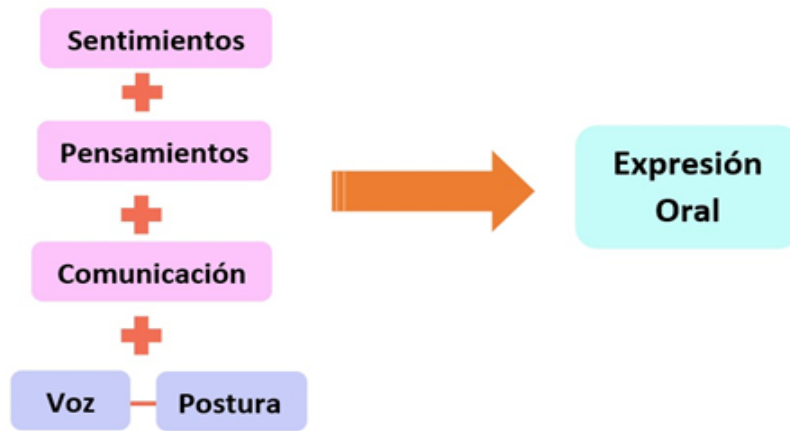 Sentimientos
Pensamientos
Comunicación
Voz
Postura
Expresión
Oral